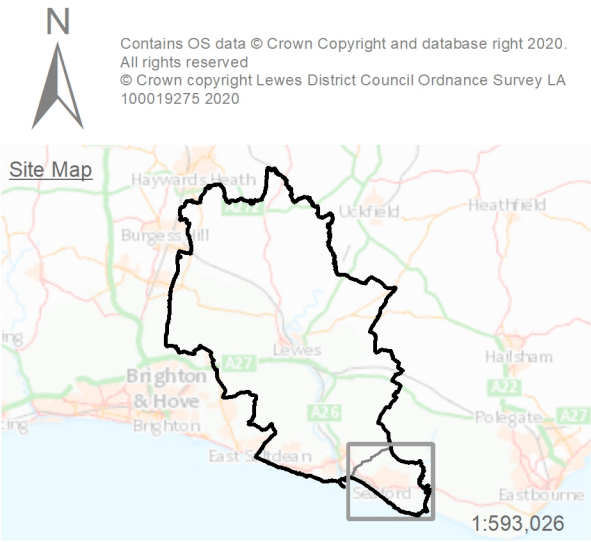 N
Contains OS data © Crown Copyright and database right 2020.
All rights reserved
© Crown copyright Lewes District Council Ordnance Survey LA
100019275 2020
Site Map
Haywards Heath
Uckfield
Heathfield
Burgess Hill
Lewes
Hailsham
A27
Brighton
& Hove
A22
A26
Polegate
A27
Brighton
East Saltdean
Seaford
Eastbourne
1:593,026